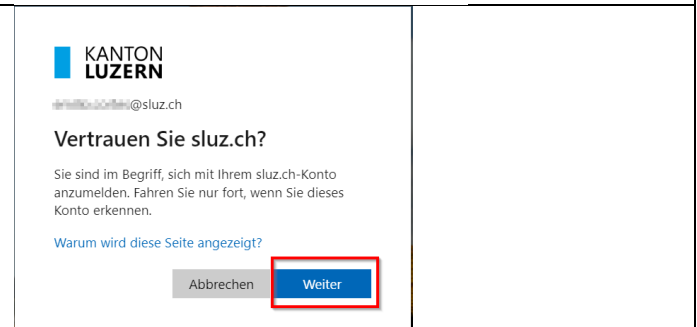 KANTON
LUZERN
@sluz.ch
Vertrauen Sie sluz.ch?
Sie sind im Begriff, sich mit Ihrem sluz.ch-Konto
anzumelden. Fahren Sie nur fort, wenn Sie dieses
Konto erkennen.
Warum wird diese Seite angezeigt?
Abbrechen Weiter